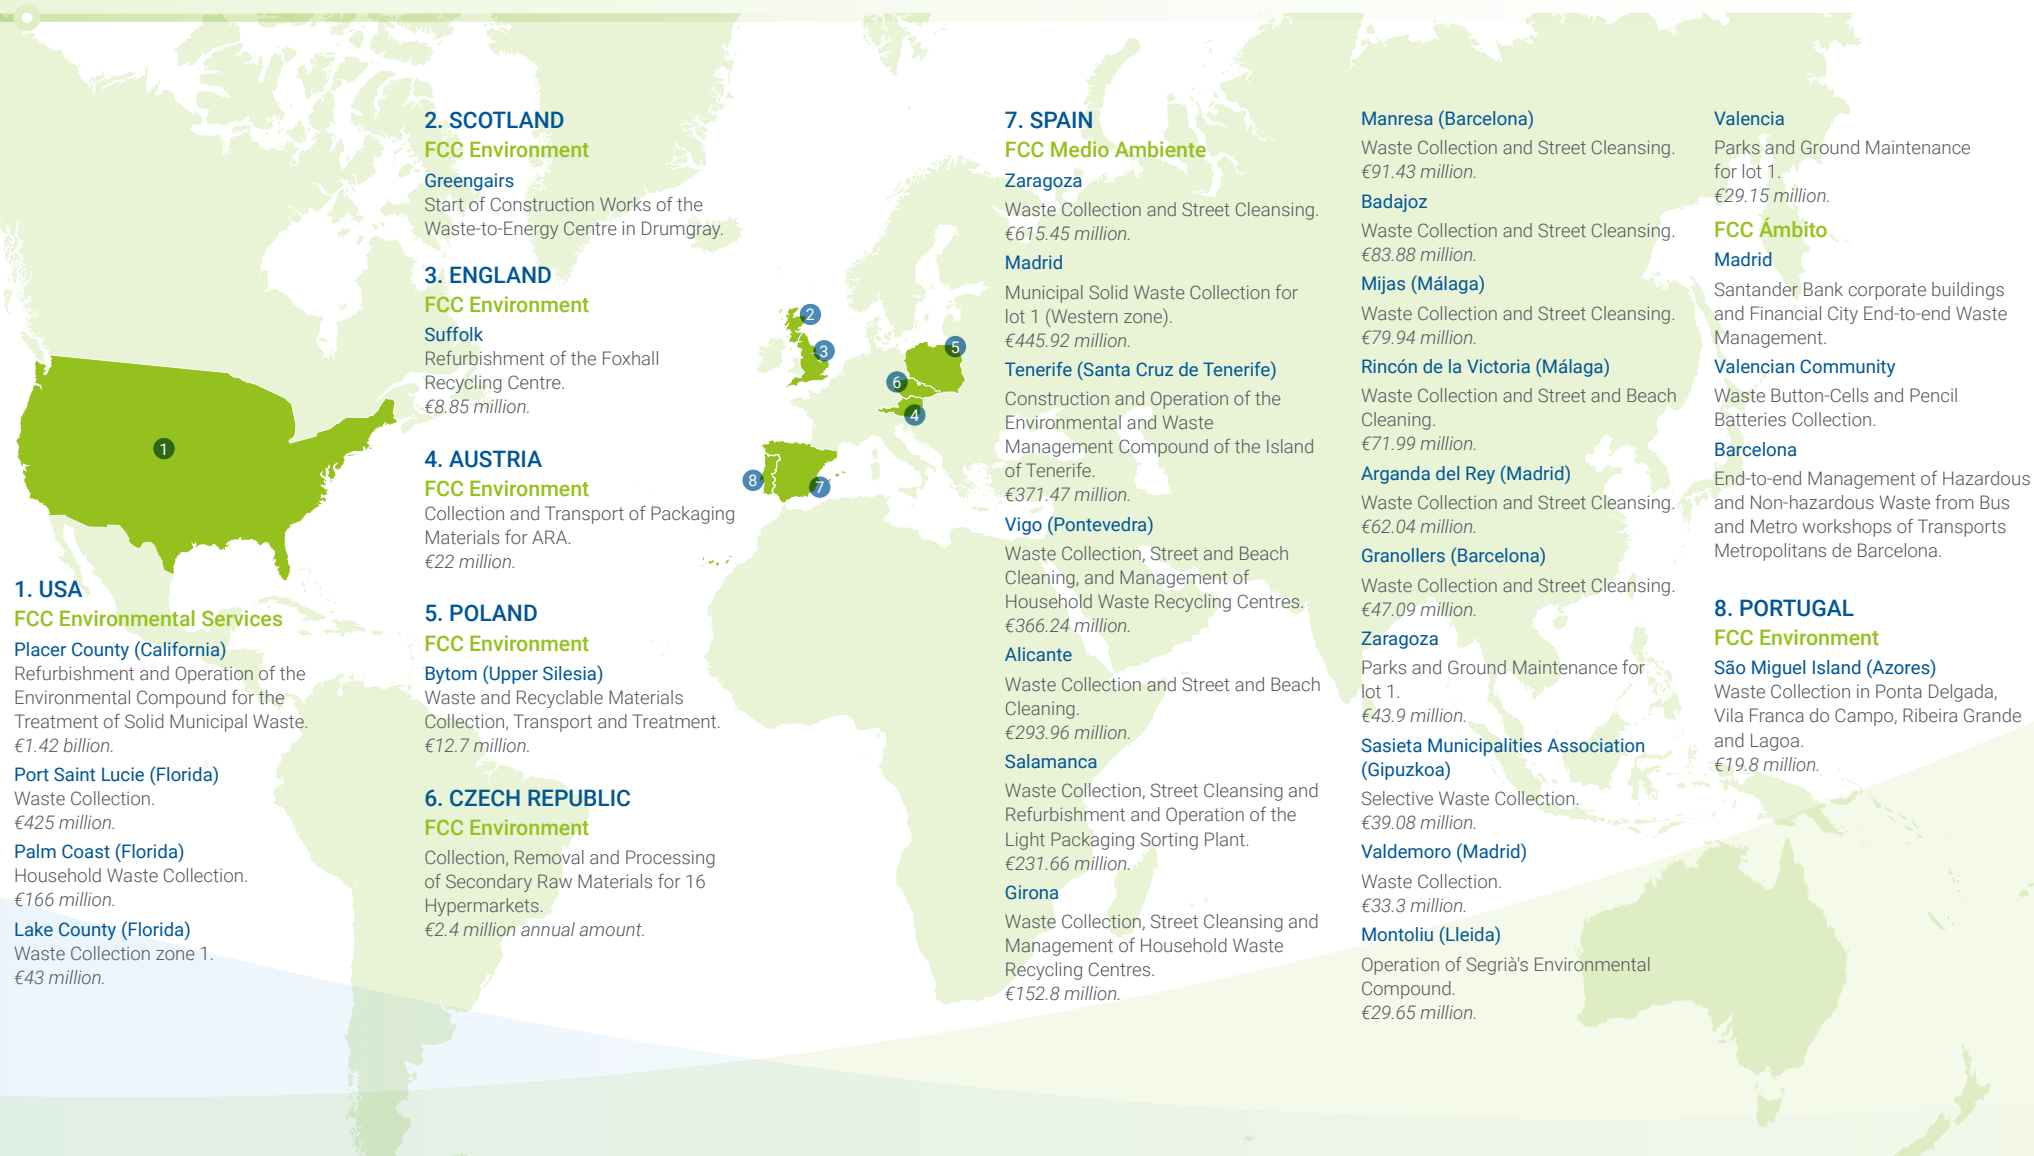 1. USA
FCC Environmental Services
Placer County (California)
Refurbishment and Operation of the
Environmental Compound for the
Treatment of Solid Municipal Waste.
€1.42 billion.
Port Saint Lucie (Florida)
Waste Collection.
€425 million.
Palm Coast (Florida)
Household Waste Collection.
€166 million.
Lake County (Florida)
Waste Collection zone 1.
€43 million.
2. SCOTLAND
FCC Environment
Greengairs
Start of Construction Works of the
Waste-to-Energy Centre in Drumgray.
3. ENGLAND
FCC Environment
Suffolk
Refurbishment of the Foxhall
Recycling Centre.
€8.85 million.
4. AUSTRIA
FCC Environment
Collection and Transport of Packaging
Materials for ARA.
€22 million.
5. POLAND
FCC Environment
Bytom (Upper Silesia)
Waste and Recyclable Materials
Collection, Transport and Treatment.
€12.7 million.
6. CZECH REPUBLIC
FCC Environment
Collection, Removal and Processing
of Secondary Raw Materials for 16
Hypermarkets.
€2.4 million annual amount.
1
2
3
5
6
4
8
7
7. SPAIN
FCC Medio Ambiente
Zaragoza
Waste Collection and Street Cleansing.
€615.45 million.
Madrid
Municipal Solid Waste Collection for
lot 1 (Western zone).
€445.92 million.
Tenerife (Santa Cruz de Tenerife)
Construction and Operation of the
Environmental and Waste
Management Compound of the Island
of Tenerife.
€371.47 million.
Vigo (Pontevedra)
Waste Collection, Street and Beach
Cleaning, and Management of
Household Waste Recycling Centres.
€366.24 million.
Alicante
Waste Collection and Street and Beach
Cleaning.
€293.96 million.
Salamanca
Waste Collection, Street Cleansing and
Refurbishment and Operation of the
Light Packaging Sorting Plant.
€231.66 million.
Girona
Waste Collection, Street Cleansing and
Management of Household Waste
Recycling Centres.
€152.8 million.
Manresa (Barcelona)
Waste Collection and Street Cleansing.
€91.43 million.
Badajoz
Waste Collection and Street Cleansing.
€83.88 million.
Mijas (Málaga)
Waste Collection and Street Cleansing.
€79.94 million.
Rincón de la Victoria (Málaga)
Waste Collection and Street and Beach
Cleaning.
€71.99 million.
Arganda del Rey (Madrid)
Waste Collection and Street Cleansing.
€62.04 million.
Granollers (Barcelona)
Waste Collection and Street Cleansing.
€47.09 million.
Zaragoza
Parks and Ground Maintenance for
lot 1.
€43.9 million.
Sasieta Municipalities Association
(Gipuzkoa)
Selective Waste Collection.
€39.08 million.
Valdemoro (Madrid)
Waste Collection.
€33.3 million.
Montoliu (Lleida)
Operation of Segrià's Environmental
Compound.
€29.65 million.
Valencia
Parks and Ground Maintenance
for lot 1.
€29.15 million.
FCC Ámbito
Madrid
Santander Bank corporate buildings
and Financial City End-to-end Waste
Management.
Valencian Community
Waste Button-Cells and Pencil
Batteries Collection.
Barcelona
End-to-end Management of Hazardous
and Non-hazardous Waste from Bus
and Metro workshops of Transports
Metropolitans de Barcelona.
8. PORTUGAL
FCC Environment
São Miguel Island (Azores)
Waste Collection in Ponta Delgada,
Vila Franca do Campo, Ribeira Grande
and Lagoa.
€19.8 million.